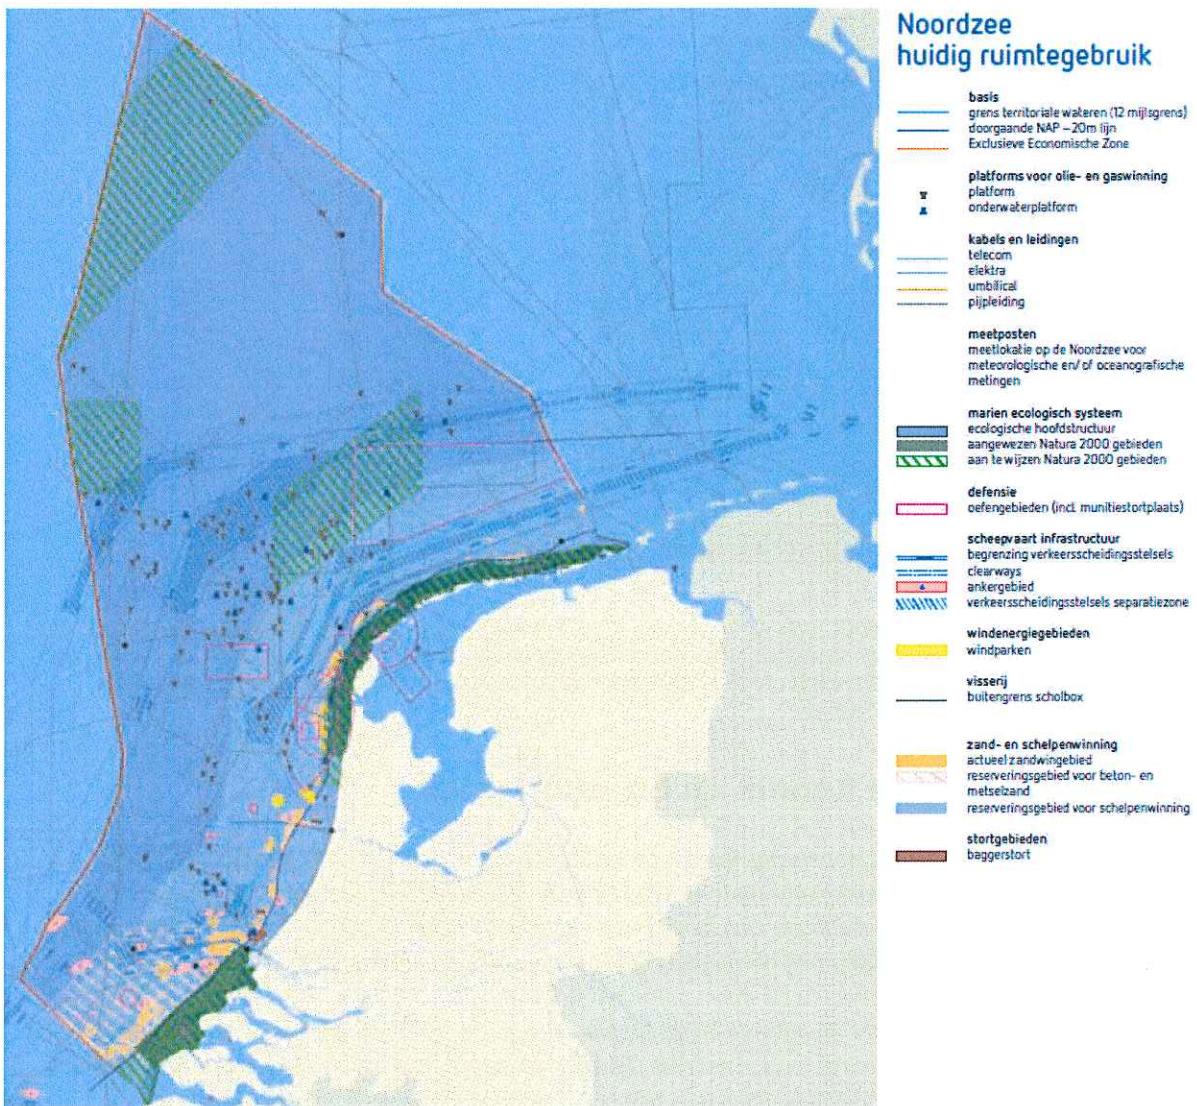 Noordzee
huidig ruimtegebruik
basis
grens territoriale wateren (12 mijlsgrens)
doorgaande NAP – 20m lijn
Exclusieve Economische Zone
platforms voor olie- en gaswinning
platform
onderwaterplatform
kabels en leidingen
telecom
elektra
umbilical
pijpleiding
meetposten
meetlokatie op de Noordzee voor
meteorologische en/ of oceanografische
metingen
marien ecologisch systeem
ecologische hoofdstructuur
aangewezen Natura 2000 gebieden
aan te wijzen Natura 2000 gebieden
defensie
oefengebieden (incl. munitiestortplaats)
scheepvaart infrastructuur
begrenzing verkeersscheidingsstelsels
clearways
ankergebied
verkeersscheidingsstelsels separatiezone
windenergiegebieden
windparken
visserij
buitengrens scholbox
zand- en schelpenwinning
actueel zandwingebied
reserveringsgebied voor beton- en
metselzand
reserveringsgebied voor schelpenwinning
stortgebieden
baggerstort